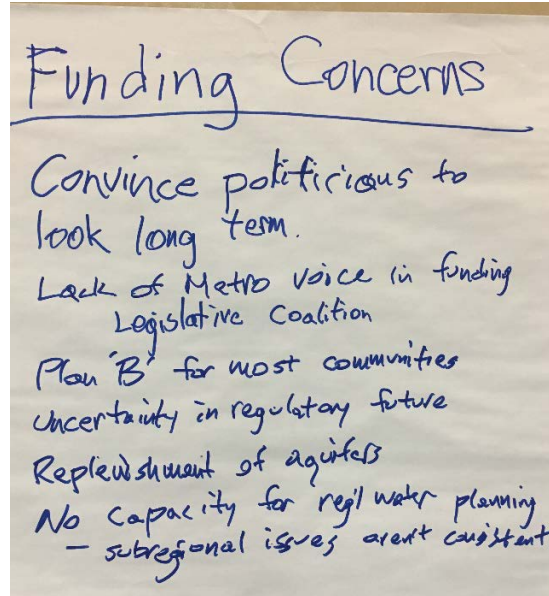 Funding Concerns
Convince politicians to
look long term.
Lack of Metro voice in funding
Legislative Coalition
Plan "B" for most communities
Uncertainty in regulatory future
Replenishment of aquifers
No capacity for reg'l water planning
- subregional issues aren't consistent